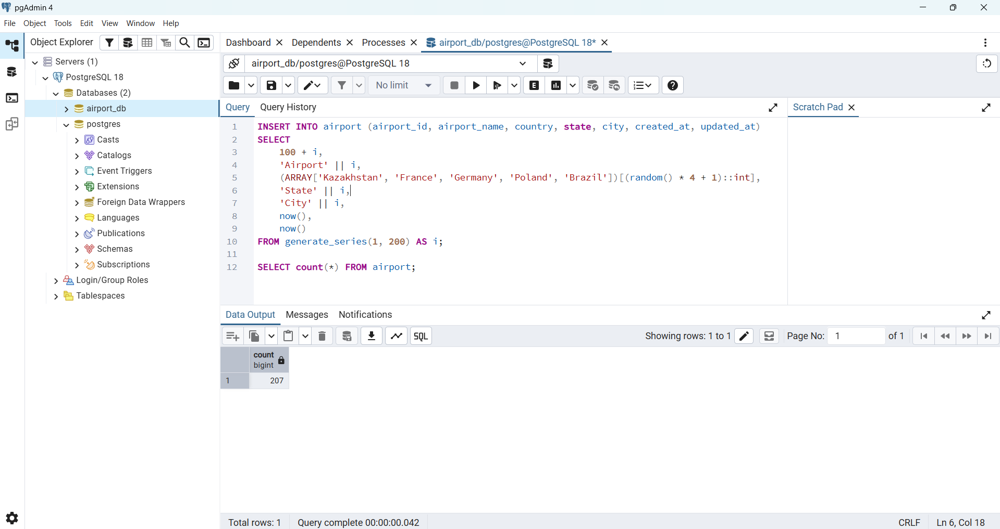 pgAdmin 4
File Object Tools Edit View Window Help
Object Explorer
Dashboard Dependents Processes airport_db/postgres@PostgreSQL 18*
Servers (1)
PostgreSQL 18
Databases (2)
airport_db
postgres
Casts
Catalogs
Event Triggers
Extensions
Foreign Data Wrappers
Languages
Publications
Schemas
Subscriptions
Login/Group Roles
Tablespaces
airport_db/postgres@PostgreSQL 18
No limit
E
Query Query History
Scratch Pad
1 INSERT INTO airport (airport_id, airport_name, country, state, city, created_at, updated_at)
2 SELECT
3     100 + i,
4     'Airport' || i,
5     (ARRAY['Kazakhstan', 'France', 'Germany', 'Poland', 'Brazil'])[(random() * 4 + 1)::int],
6     'State' || i,
7     'City' || i,
8     now(),
9     now()
10 FROM generate_series(1, 200) AS i;
11
12 SELECT count(*) FROM airport;
Data Output Messages Notifications
SQL
Showing rows: 1 to 1
Page No: 1 of 1
count
bigint
1 207
Total rows: 1
Query complete 00:00:00.042
CRLF
Ln 6, Col 18